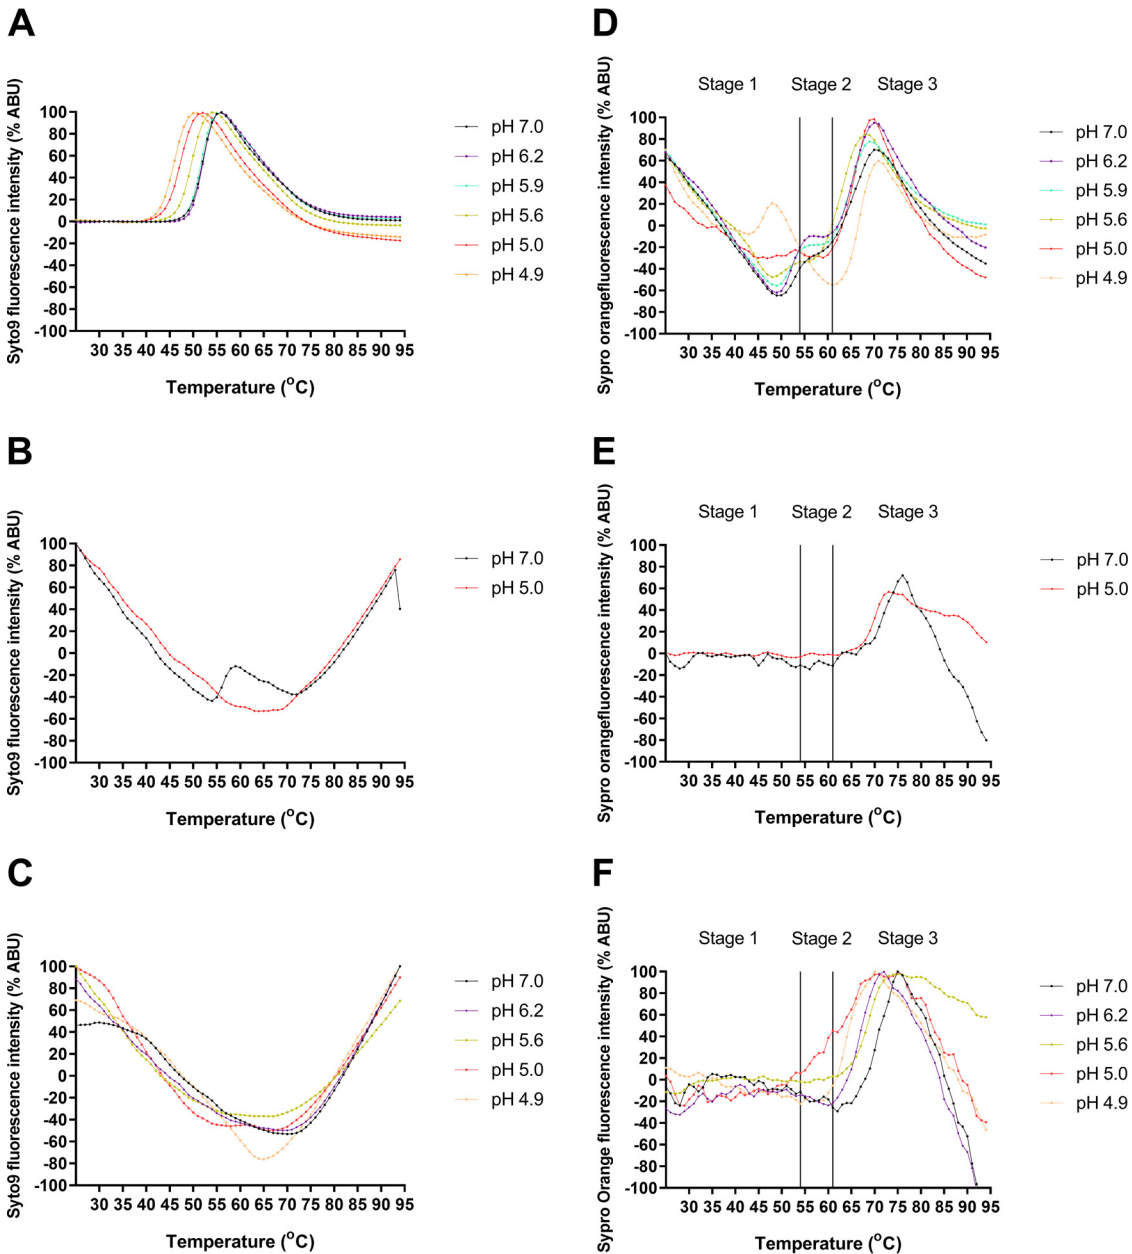 A
Syto9 fluorescence intensity (% ABU)
100
80
60
40
20
0
-20
-40
-60
-80
-100
30 35 40 45 50 55 60 65 70 75 80 85 90 95
Temperature (°C)
pH 7.0
pH 6.2
pH 5.9
pH 5.6
pH 5.0
pH 4.9
D
Sypro orangefluorescence intensity (% ABU)
Stage 1 Stage 2 Stage 3
100
80
60
40
20
0
-20
-40
-60
-80
-100
30 35 40 45 50 55 60 65 70 75 80 85 90 95
Temperature (°C)
pH 7.0
pH 6.2
pH 5.9
pH 5.6
pH 5.0
pH 4.9
B
Syto9 fluorescence intensity (% ABU)
100
80
60
40
20
0
-20
-40
-60
-80
-100
30 35 40 45 50 55 60 65 70 75 80 85 90 95
Temperature (°C)
pH 7.0
pH 5.0
E
Sypro orangefluorescence intensity (% ABU)
Stage 1 Stage 2 Stage 3
100
80
60
40
20
0
-20
-40
-60
-80
-100
30 35 40 45 50 55 60 65 70 75 80 85 90 95
Temperature (°C)
pH 7.0
pH 5.0
C
Syto9 fluorescence intensity (% ABU)
100
80
60
40
20
0
-20
-40
-60
-80
-100
30 35 40 45 50 55 60 65 70 75 80 85 90 95
Temperature (°C)
pH 7.0
pH 6.2
pH 5.6
pH 5.0
pH 4.9
F
Sypro Orange fluorescence intensity (% ABU)
Stage 1 Stage 2 Stage 3
100
80
60
40
20
0
-20
-40
-60
-80
-100
30 35 40 45 50 55 60 65 70 75 80 85 90 95
Temperature (°C)
pH 7.0
pH 6.2
pH 5.6
pH 5.0
pH 4.9